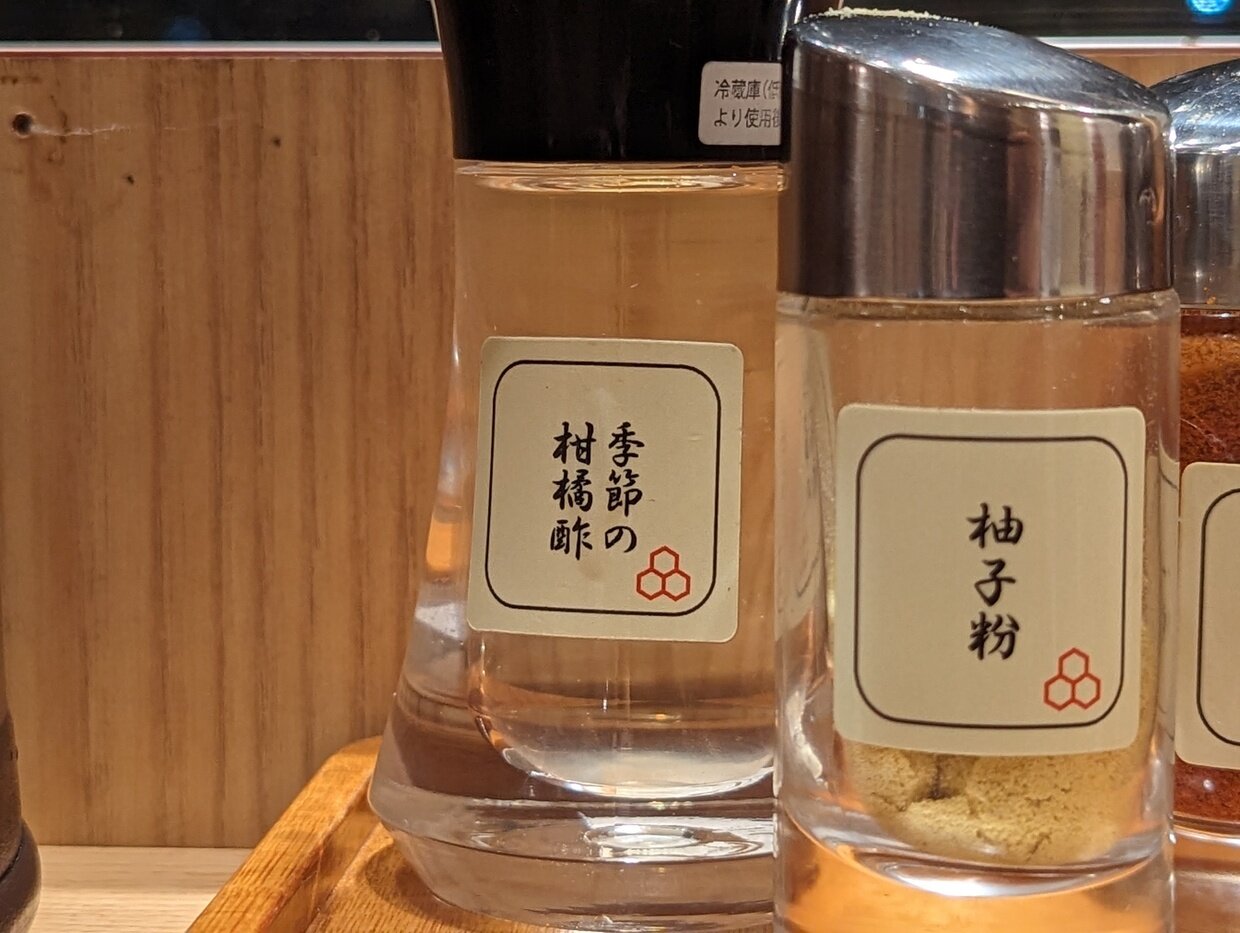 冷蔵庫(
より使用
季節の
柑橘酢
柚子粉